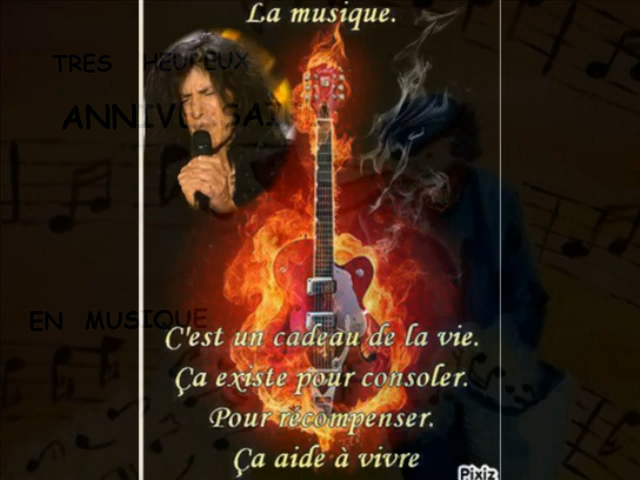 La musique.
TRES HEUREUX
EN MUSIQUE
C'est un cadeau de la vie.
Ça existe pour consoler.
Pour récompenser.
Ça aide à vivre
Pixiz